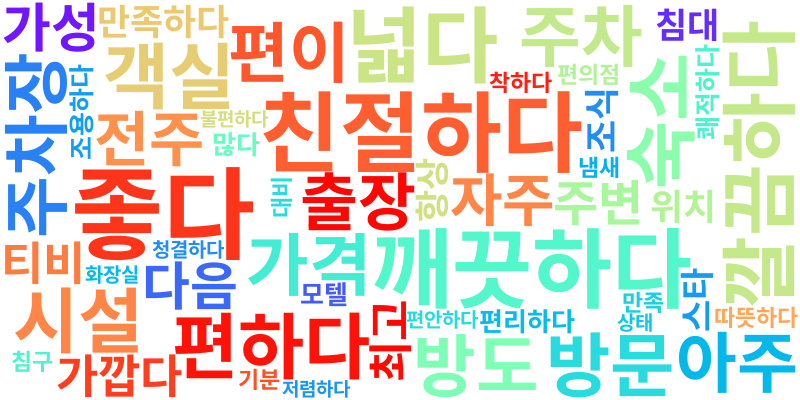 가성
만족하다
편이
넓다
주차
침대
깔끔하다
객실
착하다
편의점
쾌적하다
숙소
주차장
조용하다
전주
불편하다
많다
친절하다
조식
냄새
좋다
대비
출장
항상
자주
주변
위치
티비
화장실
청결하다
다음
가격
깨끗하다
모텔
만족
스타
시설
편하다
최고
편안하다
편리하다
상태
따뜻하다
침구
가깝다
기분
저렴하다
방도
방문
아주